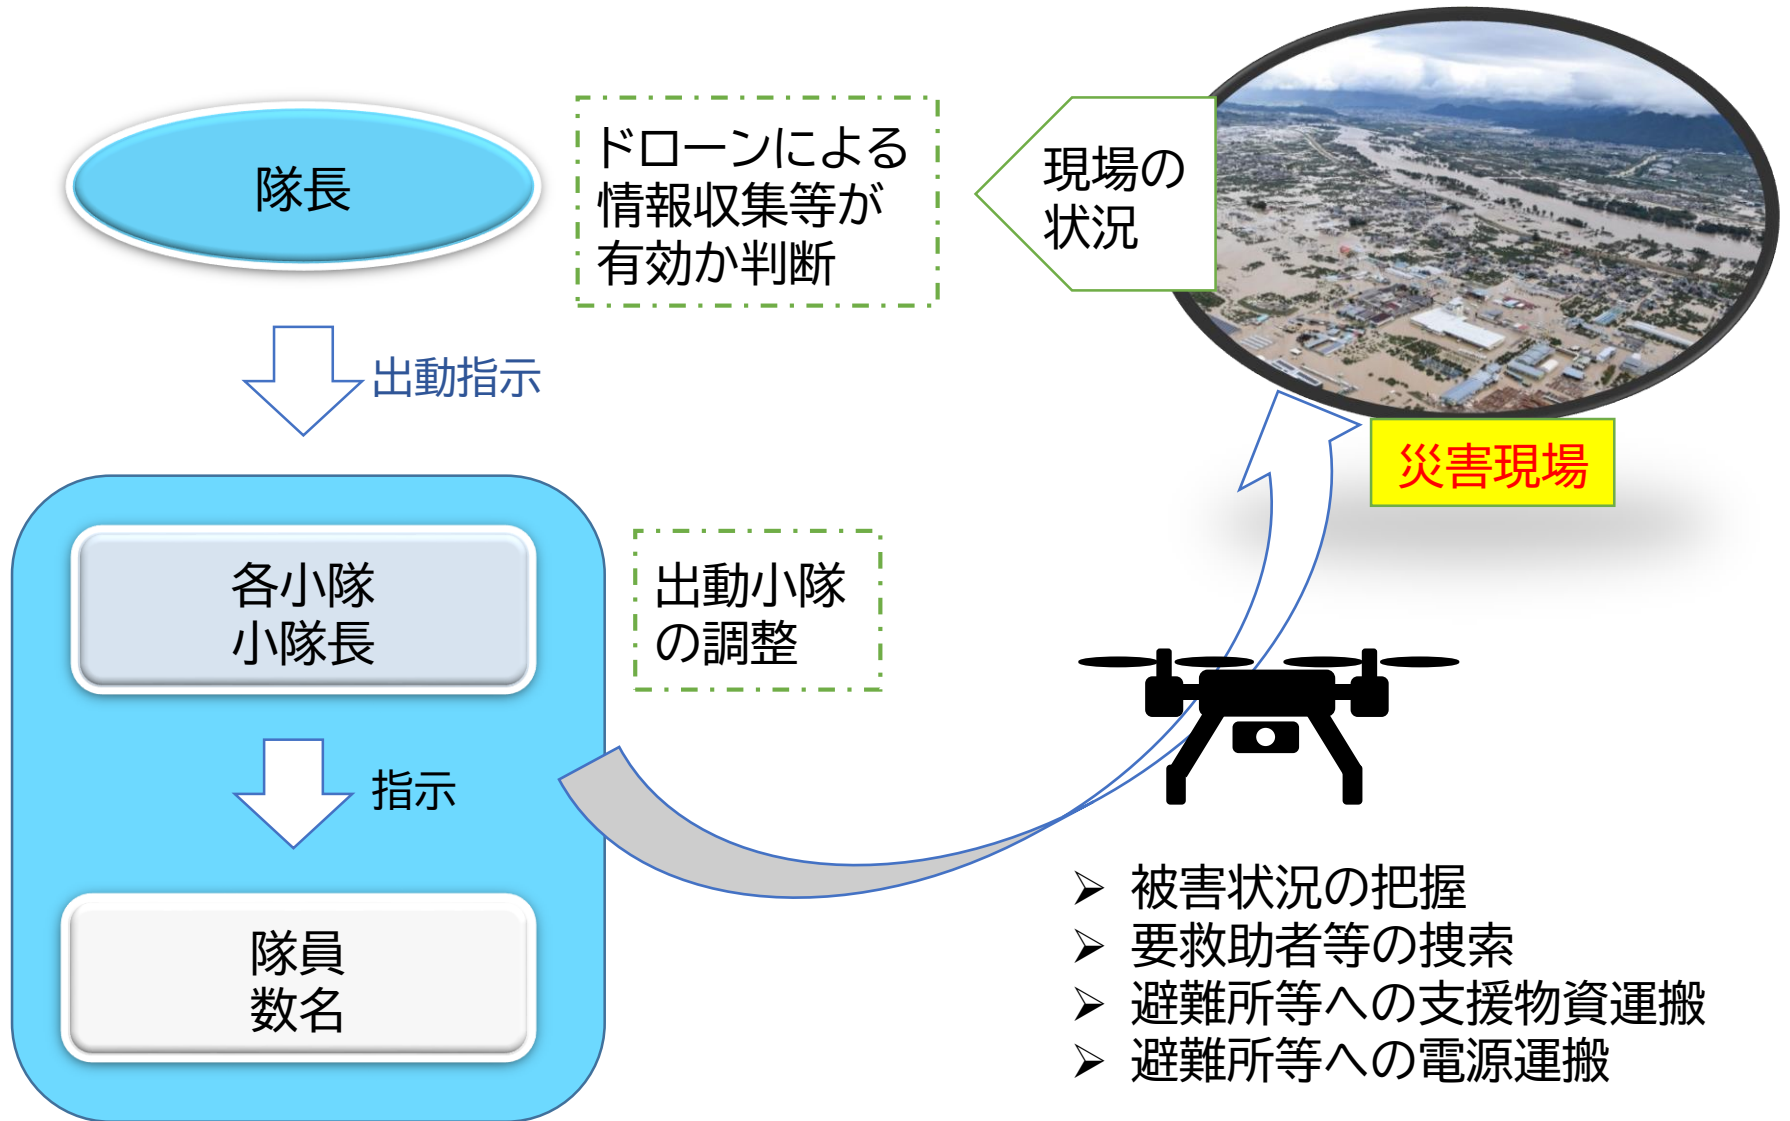 隊長
ドローンによる
情報収集等が
有効か判断
現場の
状況
出動指示
災害現場
各小隊
小隊長
出動小隊
の調整
指示
隊員
数名
➢ 被害状況の把握
➢ 要救助者等の捜索
➢ 避難所等への支援物資運搬
➢ 避難所等への電源運搬